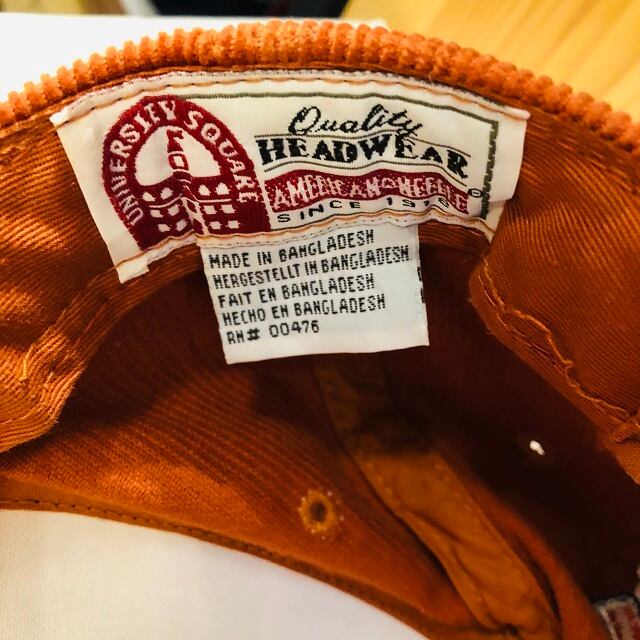 UNIVERSITY SQUARE
Quality
HEADWEAR
AMERICAN NEEDLE
SINCE 1918
MADE IN BANGLADESH
HERGESTELLT IN BANGLADESH
FAIT EN BANGLADESH
HECHO EN BANGLADESH
RN# 00476